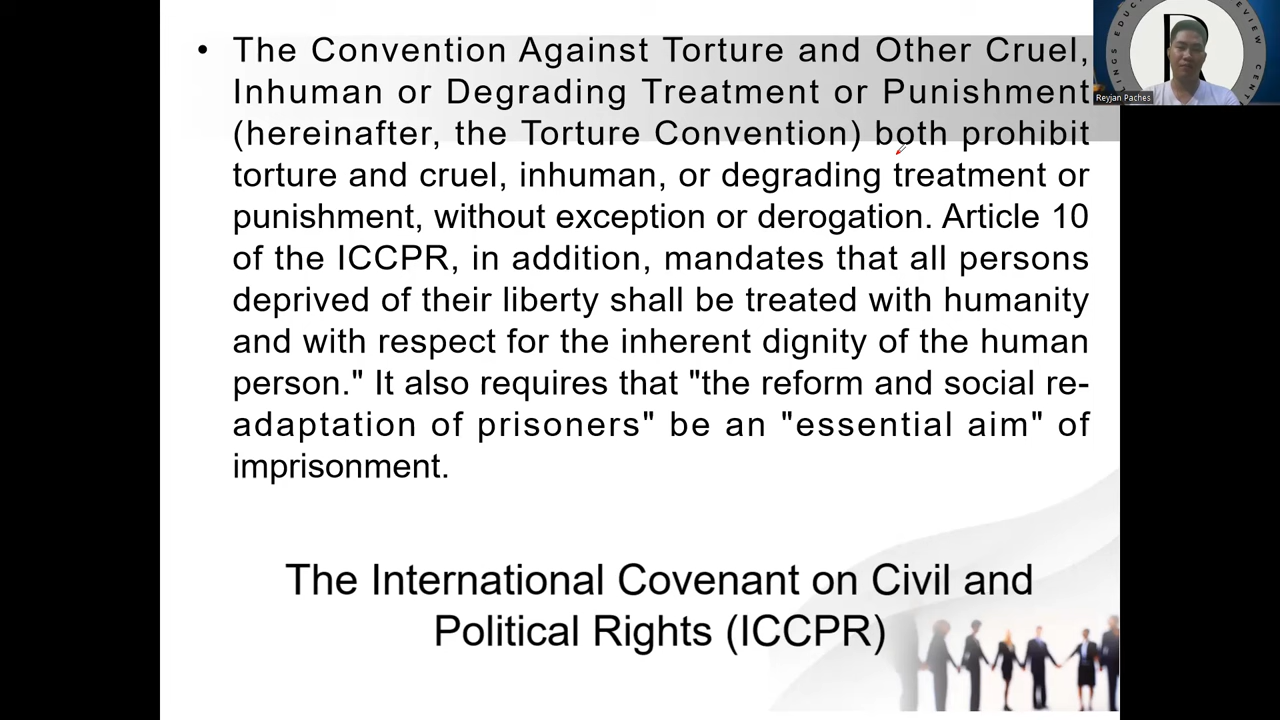 • The Convention Against Torture and Other Cruel,
Inhuman or Degrading Treatment or Punishment
(hereinafter, the Torture Convention) both prohibit
torture and cruel, inhuman, or degrading treatment or
punishment, without exception or derogation. Article 10
of the ICCPR, in addition, mandates that all persons
deprived of their liberty shall be treated with humanity
and with respect for the inherent dignity of the human
person." It also requires that "the reform and social re-
adaptation of prisoners" be an "essential aim" of
imprisonment.
The International Covenant on Civil and
Political Rights (ICCPR)
Reyjan Paches